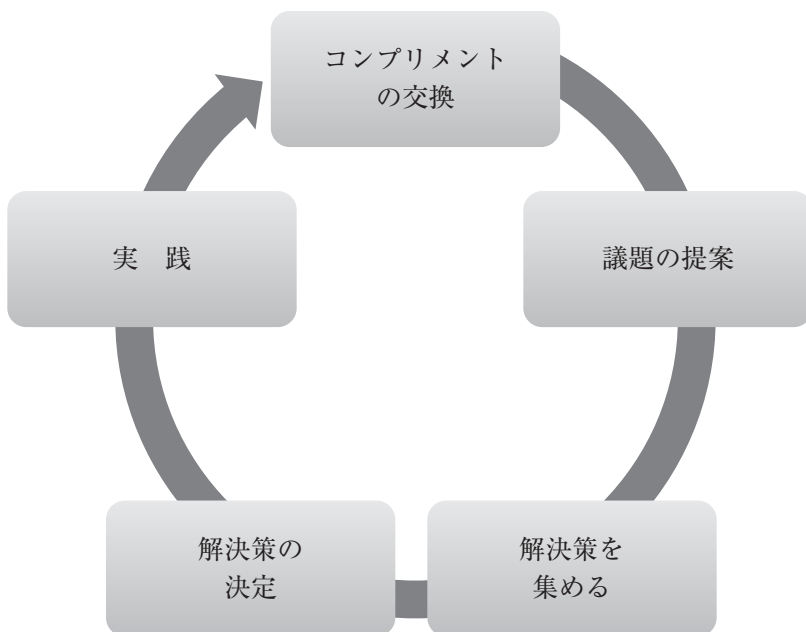 コンプリメント
の交換
議題の提案
解決策を
集める
解決策の
決定
実　践